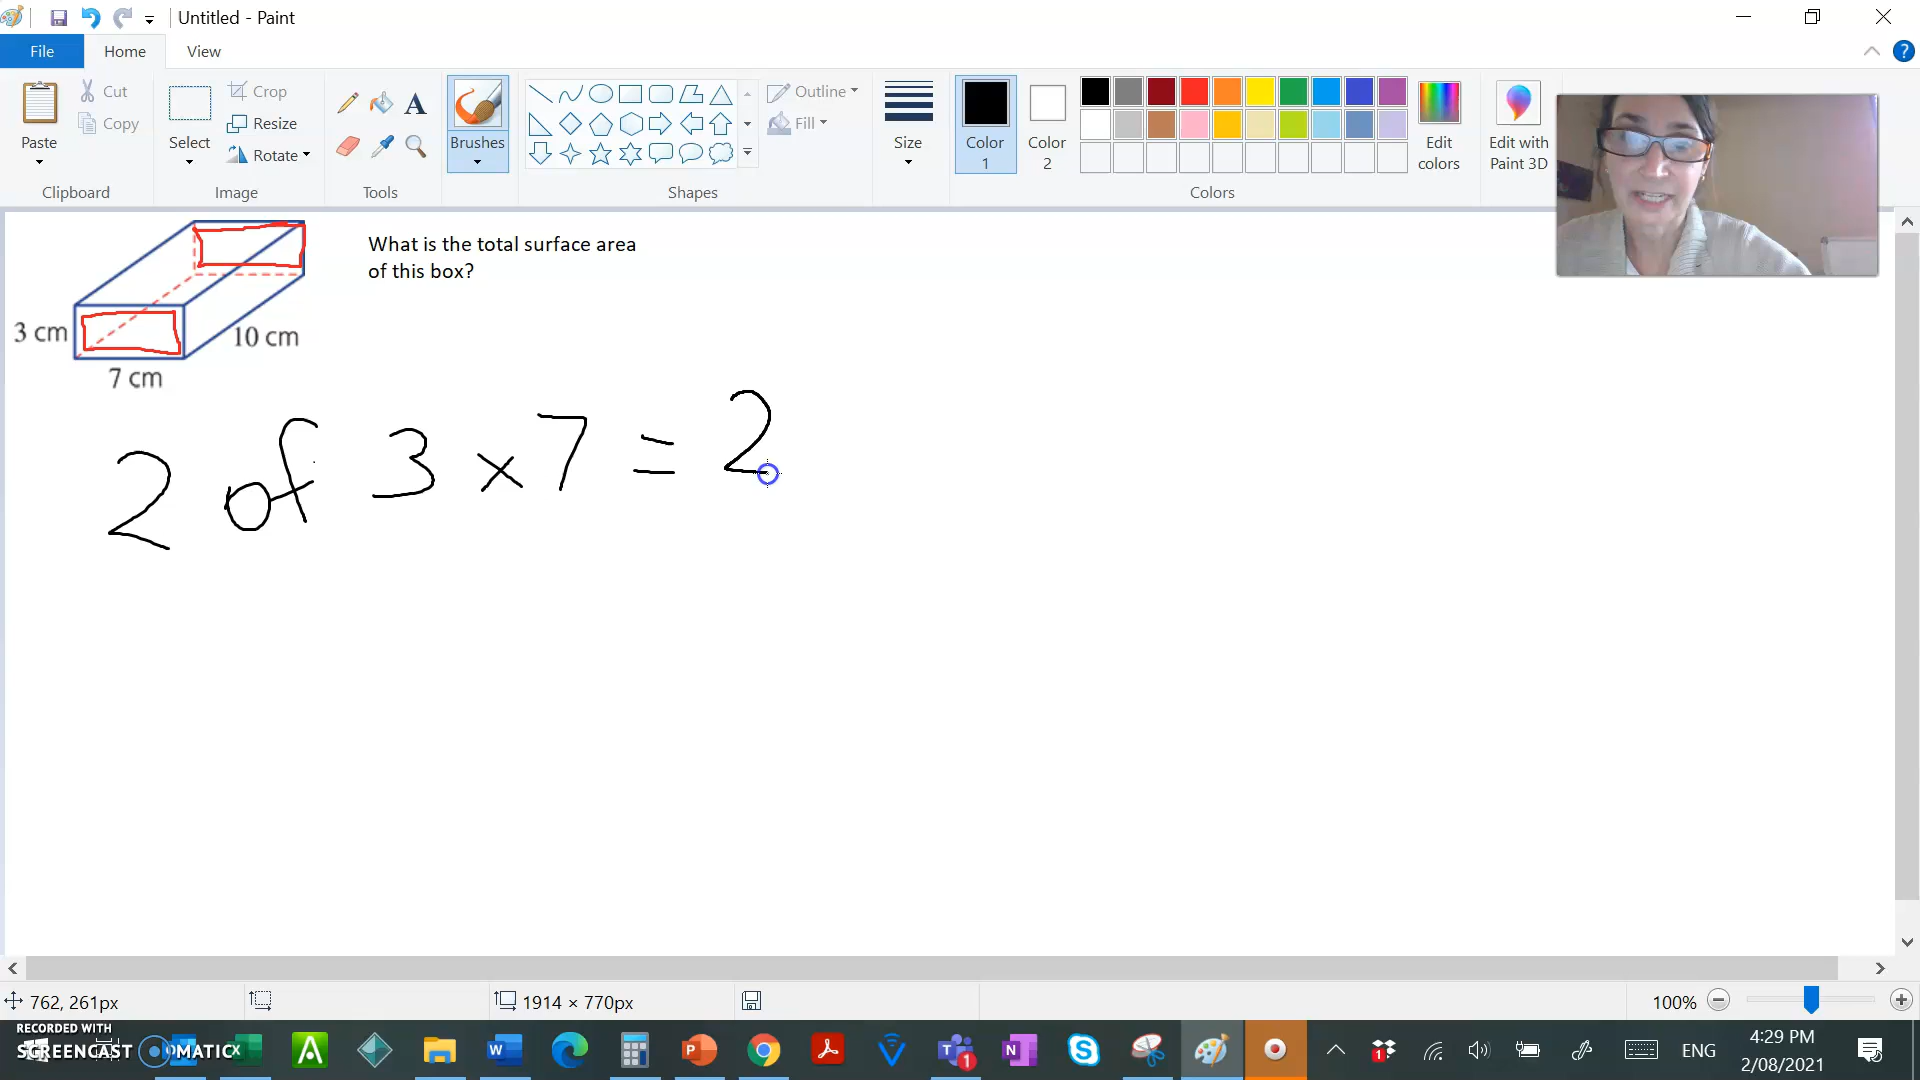 Untitled - Paint
File Home View
Paste
Cut
Copy
Clipboard
Select
Crop
Resize
Rotate
Image
Tools
Brushes
Shapes
Outline
Fill
Size
Color 1
Color 2
Colors
Edit colors
Edit with Paint 3D
What is the total surface area
of this box?
3 cm
10 cm
7 cm
2 of 3 × 7 = 2
762, 261px
1914 × 770px
100%
RECORDED WITH
SCREENCAST OMATIC
ENG
4:29 PM
2/08/2021